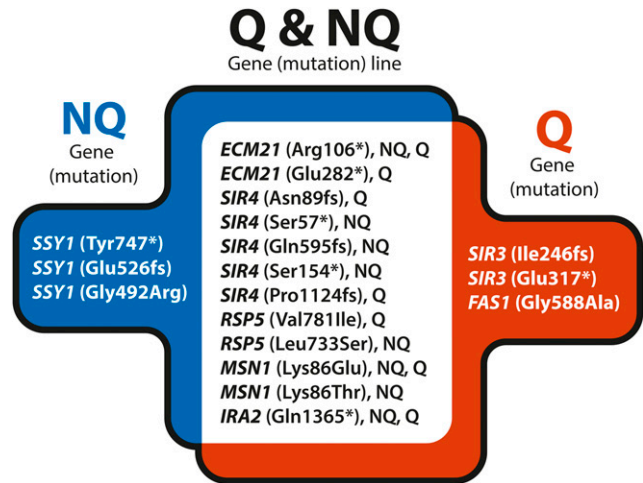 Q & NQ
Gene (mutation) line
NQ
Gene
(mutation)
SSY1 (Tyr747*)
SSY1 (Glu526fs)
SSY1 (Gly492Arg)
ECM21 (Arg106*), NQ, Q
ECM21 (Glu282*), Q
SIR4 (Asn89fs), Q
SIR4 (Ser57*), NQ
SIR4 (Gln595fs), NQ
SIR4 (Ser154*), NQ
SIR4 (Pro1124fs), Q
RSP5 (Val781Ile), Q
RSP5 (Leu733Ser), NQ
MSN1 (Lys86Glu), NQ, Q
MSN1 (Lys86Thr), NQ
IRA2 (Gln1365*), NQ, Q
Q
Gene
(mutation)
SIR3 (Ile246fs)
SIR3 (Glu317*)
FAS1 (Gly588Ala)